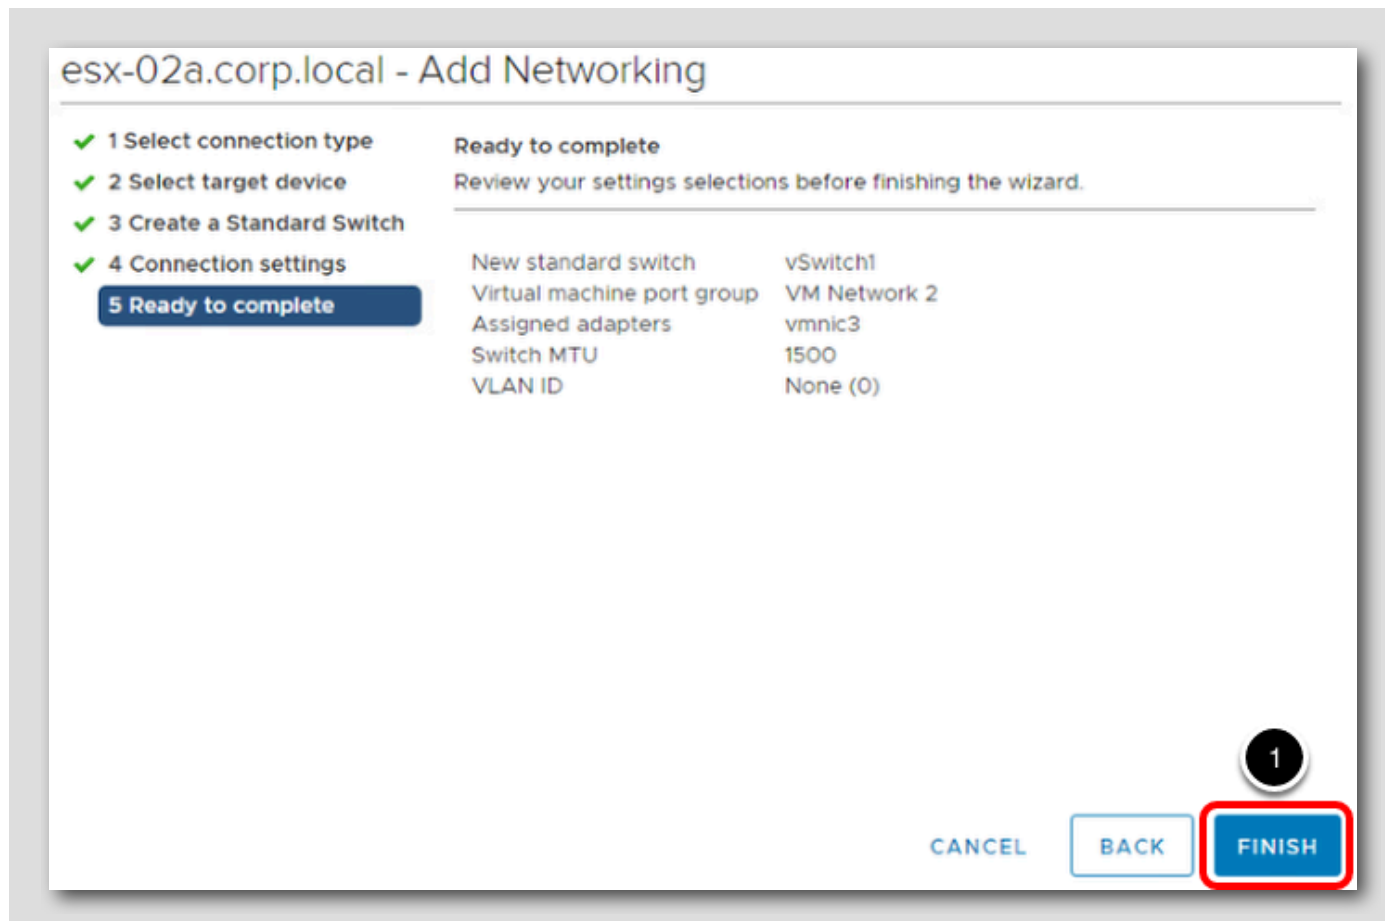 esx-02a.corp.local - Add Networking
1 Select connection type
2 Select target device
3 Create a Standard Switch
4 Connection settings
5 Ready to complete
Ready to complete
Review your settings selections before finishing the wizard.
New standard switch vSwitch1
Virtual machine port group VM Network 2
Assigned adapters vmnic3
Switch MTU 1500
VLAN ID None (0)
1
CANCEL BACK FINISH